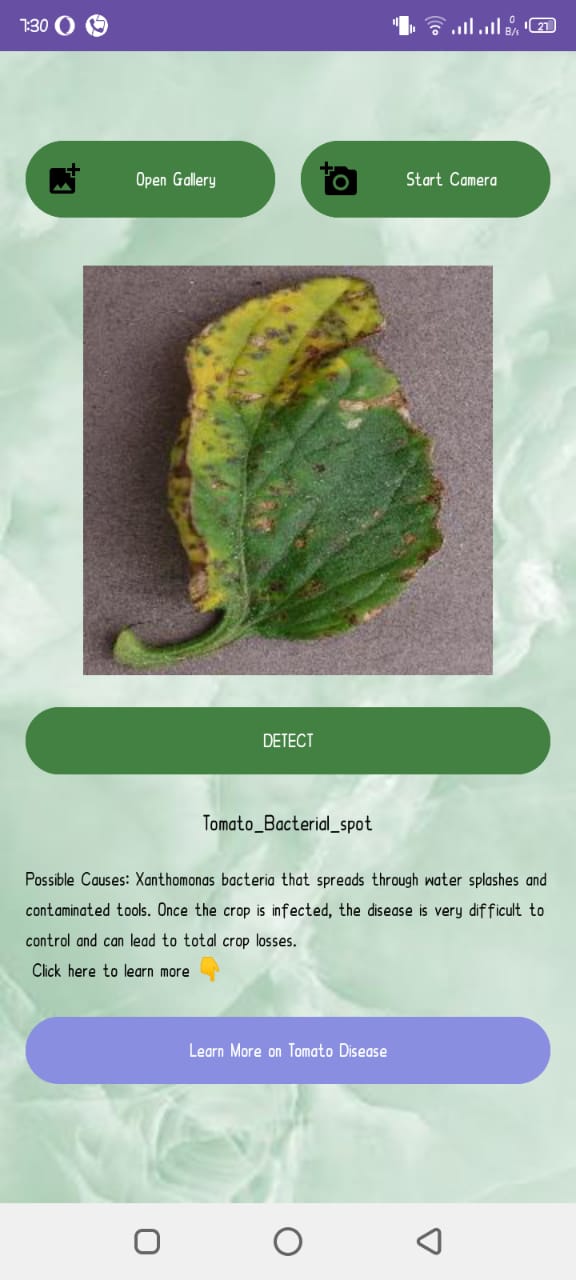 7:30
0
B/s
27
Open Gallery
Start Camera
DETECT
Tomato_Bacterial_spot
Possible Causes: Xanthomonas bacteria that spreads through water splashes and
contaminated tools. Once the crop is infected, the disease is very difficult to
control and can lead to total crop losses.
Click here to learn more 👇
Learn More on Tomato Disease